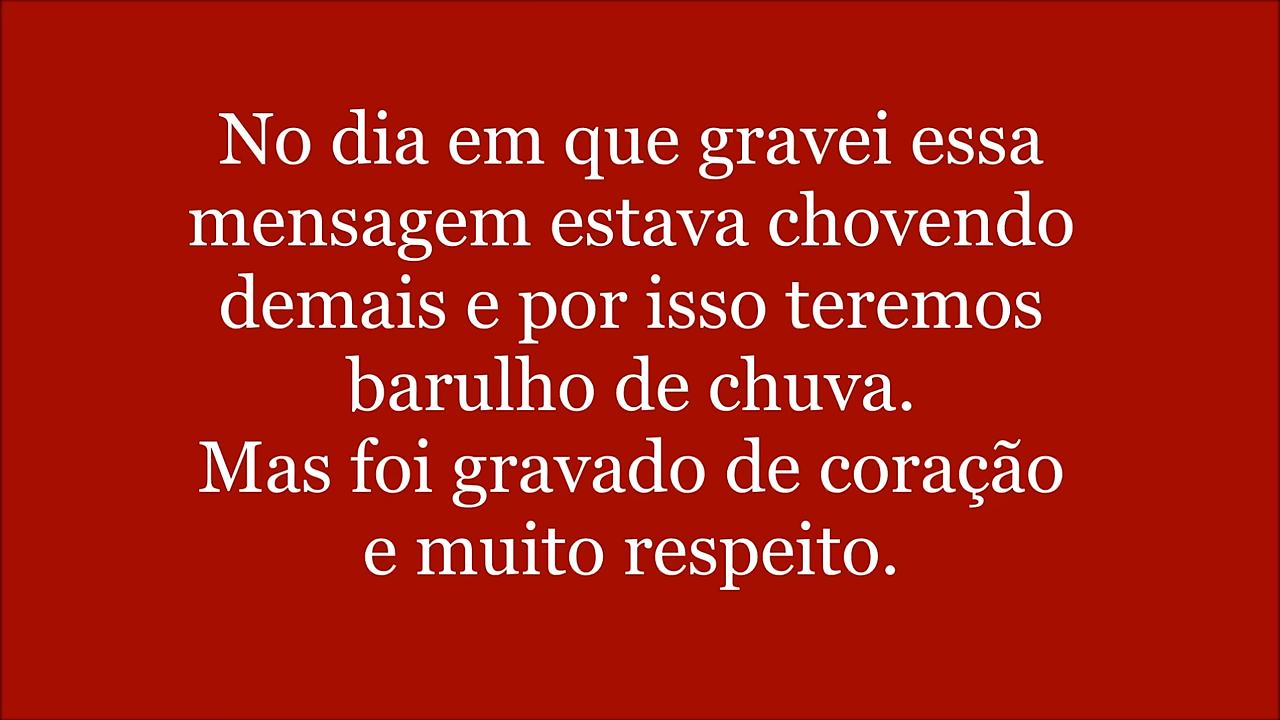 No dia em que gravei essa
mensagem estava chovendo
demais e por isso teremos
barulho de chuva.
Mas foi gravado de coração
e muito respeito.